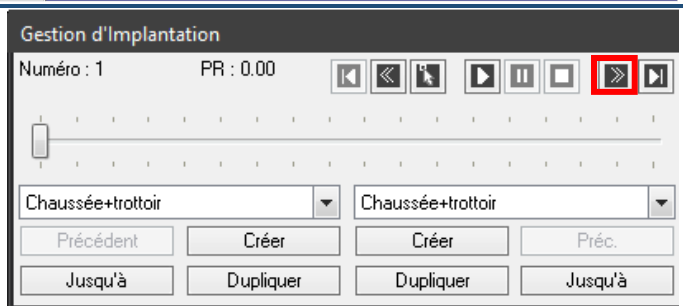 Gestion d'Implantation
Numéro : 1 PR : 0.00
Chaussée+trottoir Chaussée+trottoir
Précédent Créer Créer Préc.
Jusqu'à Dupliquer Dupliquer Jusqu'à